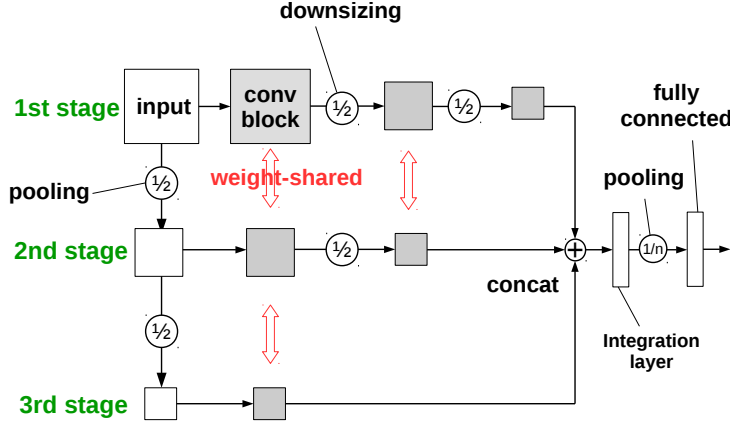 downsizing
1st stage
input
conv
block
½
½
fully
connected
pooling
½
weight-shared
pooling
2nd stage
½
1/n
concat
½
Integration
layer
3rd stage